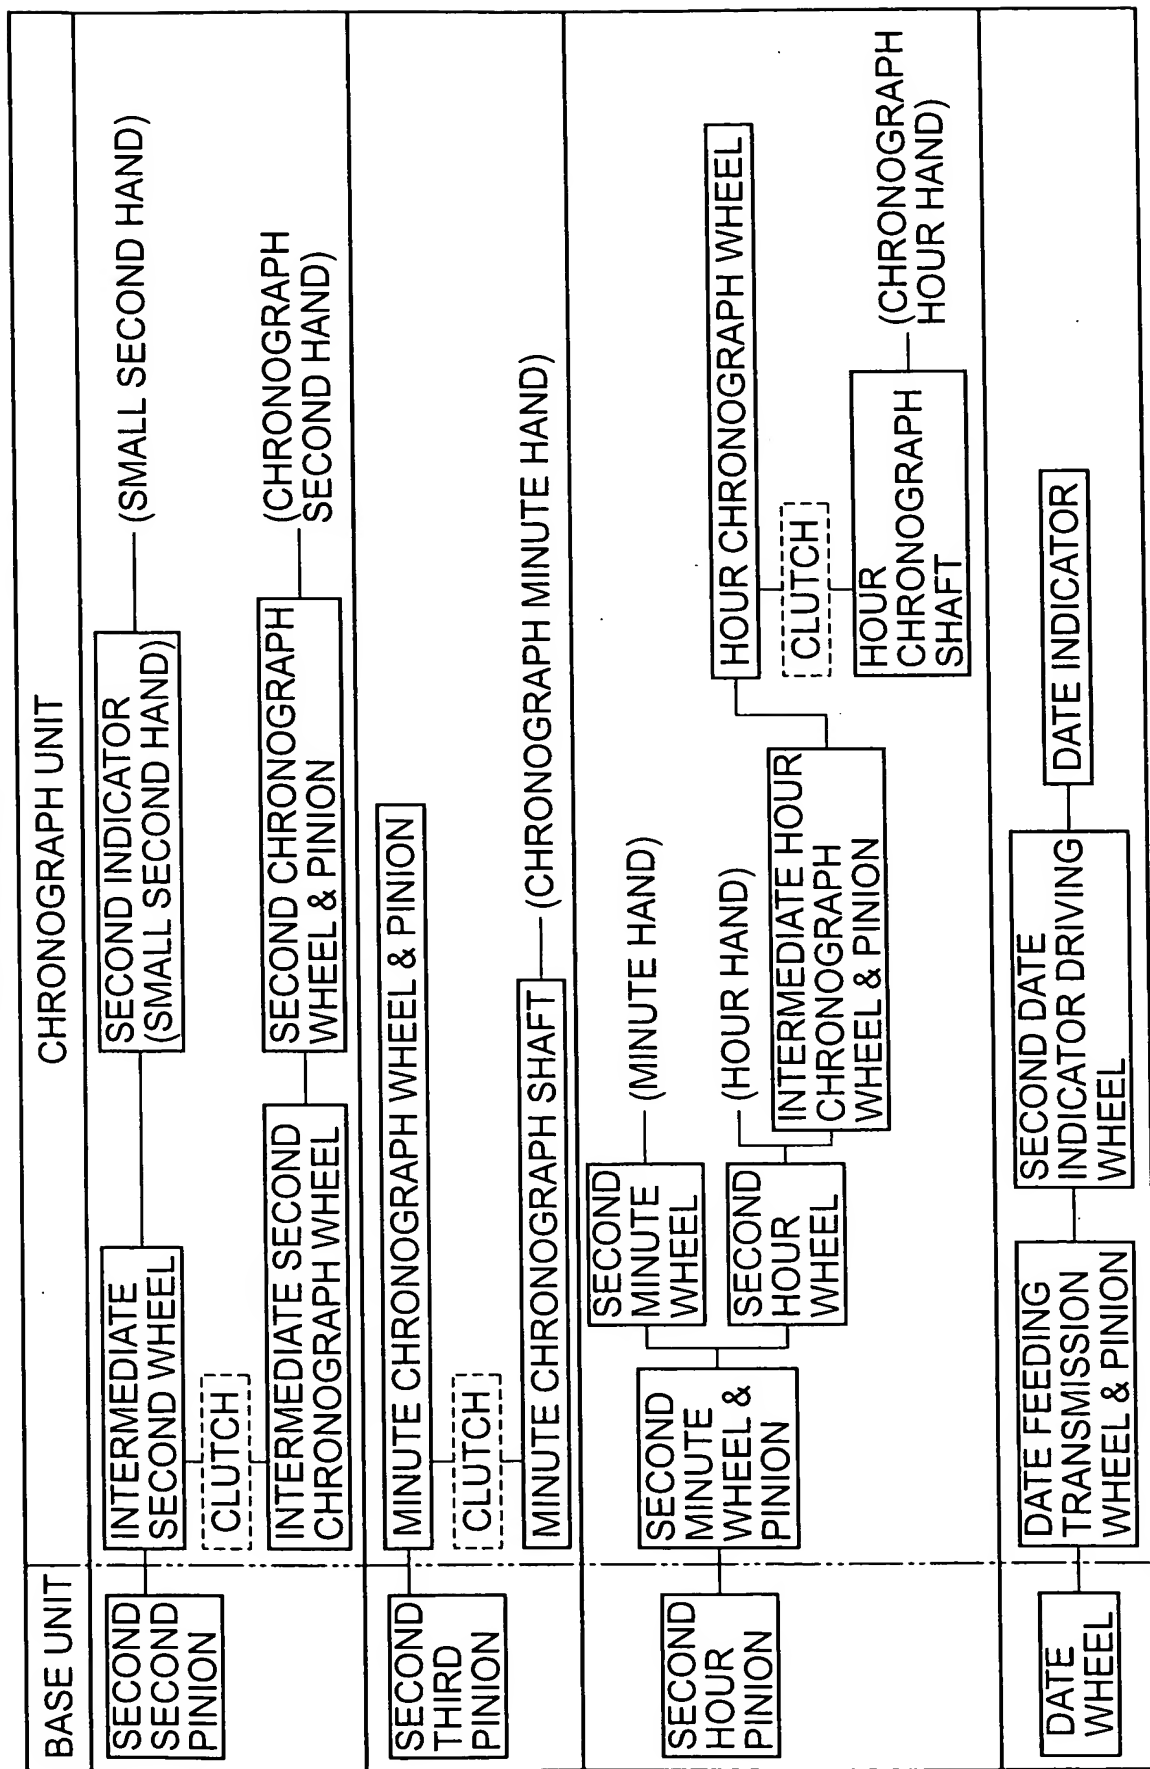 BASE UNIT
CHRONOGRAPH UNIT
SECOND
SECOND
PINION
INTERMEDIATE
SECOND WHEEL
SECOND INDICATOR
(SMALL SECOND HAND)
(SMALL SECOND HAND)
CLUTCH
INTERMEDIATE SECOND
CHRONOGRAPH WHEEL
SECOND CHRONOGRAPH
WHEEL & PINION
(CHRONOGRAPH
SECOND HAND)
SECOND
THIRD
PINION
MINUTE CHRONOGRAPH WHEEL & PINION
CLUTCH
MINUTE CHRONOGRAPH SHAFT
(CHRONOGRAPH MINUTE HAND)
SECOND
HOUR
PINION
SECOND
MINUTE
WHEEL &
PINION
SECOND
MINUTE
WHEEL
(MINUTE HAND)
SECOND
HOUR
WHEEL
(HOUR HAND)
INTERMEDIATE HOUR
CHRONOGRAPH
WHEEL & PINION
HOUR CHRONOGRAPH WHEEL
CLUTCH
HOUR
CHRONOGRAPH
SHAFT
(CHRONOGRAPH
HOUR HAND)
DATE
WHEEL
DATE FEEDING
TRANSMISSION
WHEEL & PINION
SECOND DATE
INDICATOR DRIVING
WHEEL
DATE INDICATOR